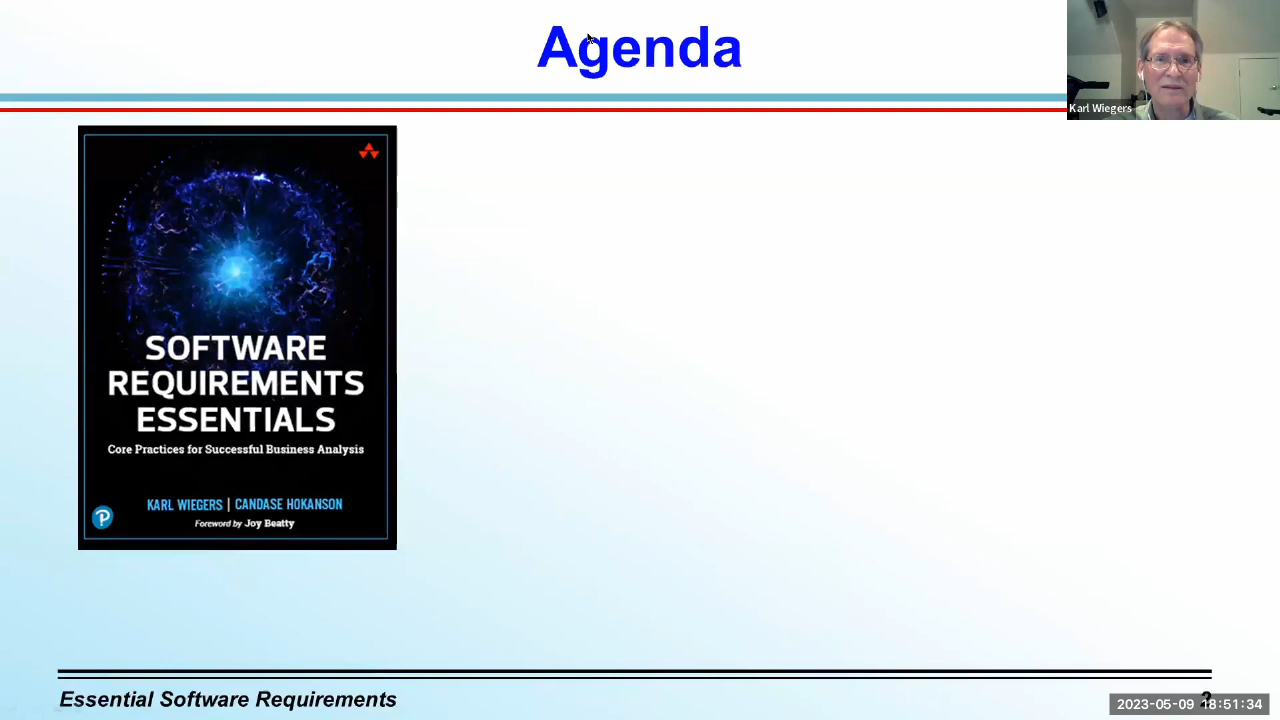 Agenda
Karl Wiegers
SOFTWARE
REQUIREMENTS
ESSENTIALS
Core Practices for Successful Business Analysis
KARL WIEGERS | CANDASE HOKANSON
Foreword by Joy Beatty
Essential Software Requirements
2023-05-09 18:51:34